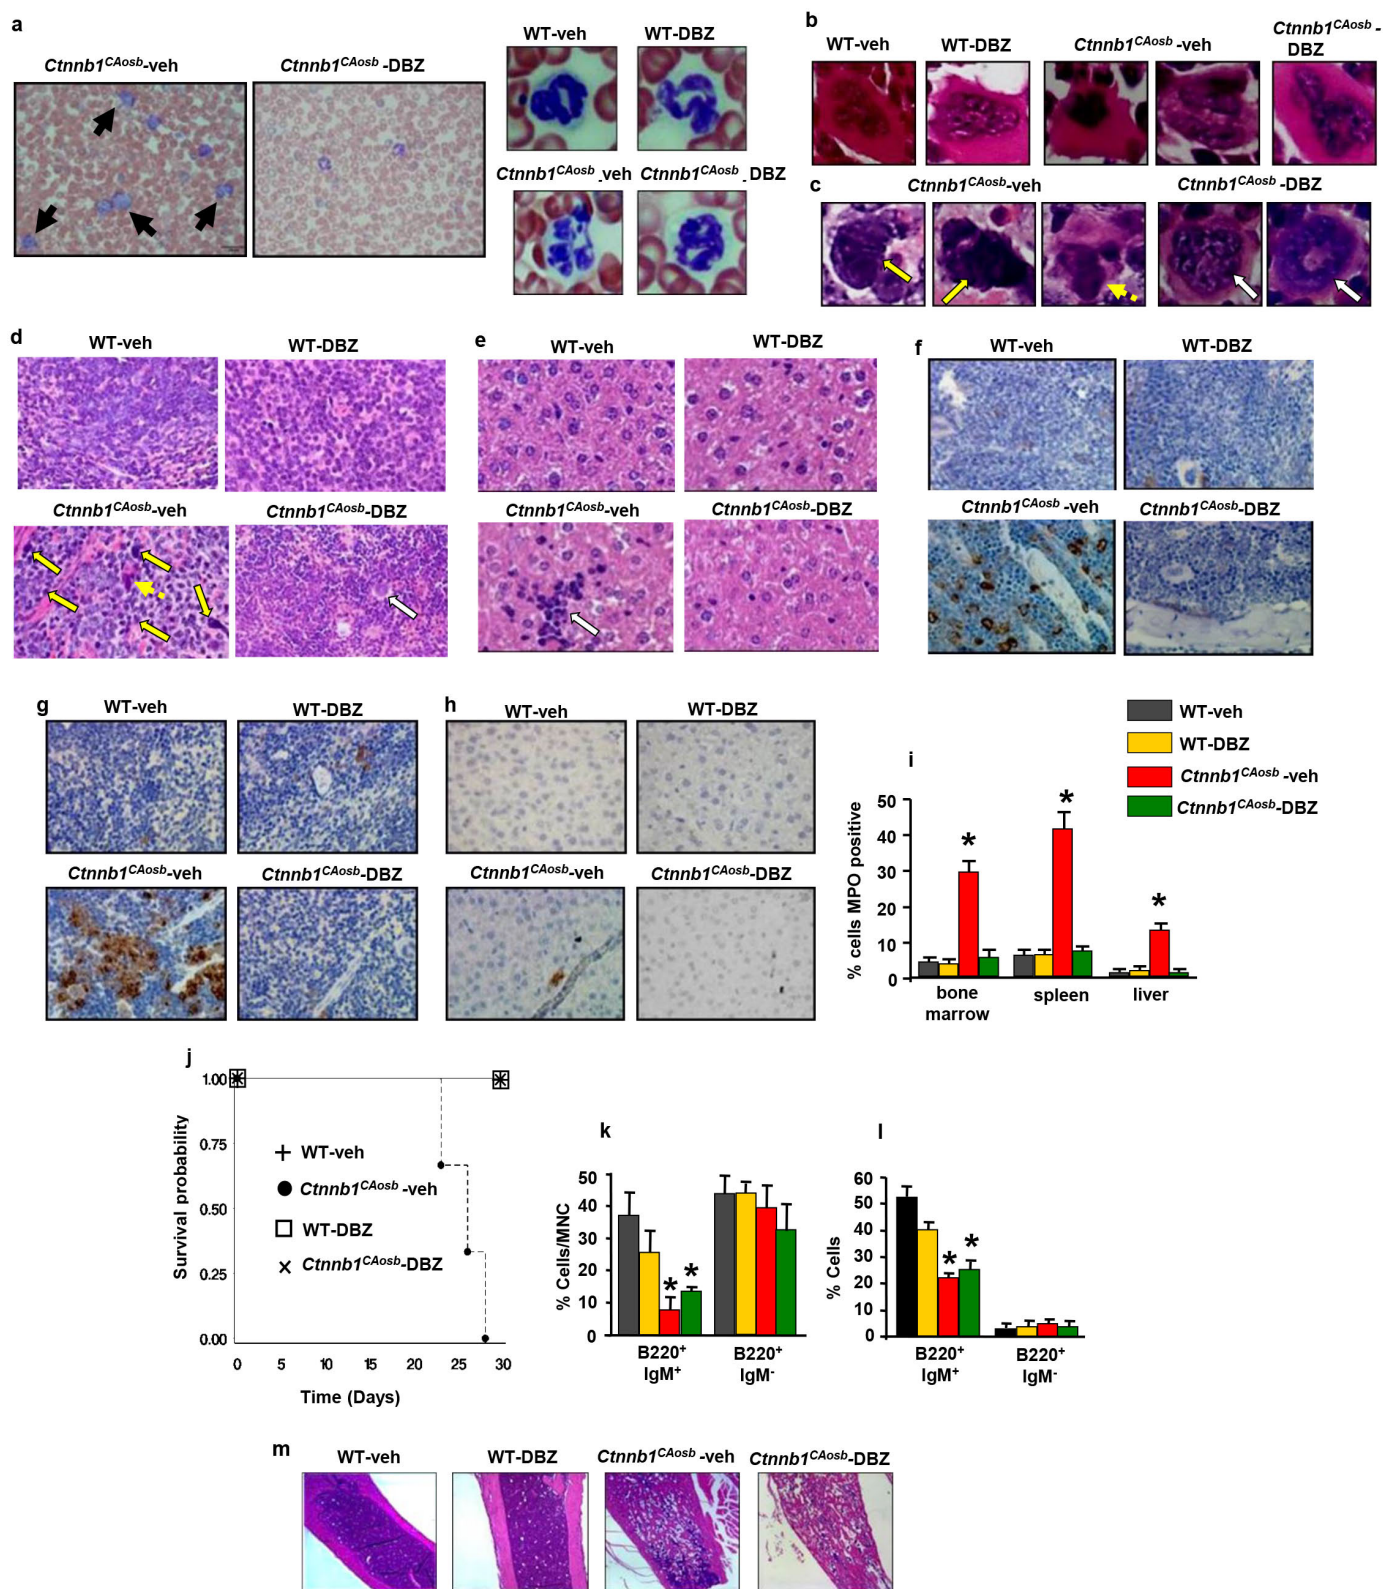 a
Ctnnb1CAosb-veh
Ctnnb1CAosb -DBZ
WT-veh
WT-DBZ
Ctnnb1CAosb -veh
Ctnnb1CAosb - DBZ
b
WT-veh
WT-DBZ
Ctnnb1CAosb -veh
Ctnnb1CAosb -
DBZ
c
Ctnnb1CAosb-veh
Ctnnb1CAosb -DBZ
d
WT-veh
WT-DBZ
Ctnnb1CAosb-veh
Ctnnb1CAosb-DBZ
e
WT-veh
WT-DBZ
Ctnnb1CAosb-veh
Ctnnb1CAosb-DBZ
f
WT-veh
WT-DBZ
Ctnnb1CAosb -veh
Ctnnb1CAosb-DBZ
g
WT-veh
WT-DBZ
Ctnnb1CAosb-veh
Ctnnb1CAosb-DBZ
h
WT-veh
WT-DBZ
Ctnnb1CAosb-veh
Ctnnb1CAosb-DBZ
WT-veh
WT-DBZ
Ctnnb1CAosb -veh
Ctnnb1CAosb-DBZ
i
% cells MPO positive
50
40
30
20
10
0
*
*
*
bone
marrow
spleen
liver
j
Survival probability
1.00
0.75
0.50
0.25
0.00
WT-veh
Ctnnb1CAosb -veh
WT-DBZ
Ctnnb1CAosb-DBZ
0 5 10 15 20 25 30
Time (Days)
k
% Cells/MNC
50
40
30
20
10
0
* *
B220+
IgM+
B220+
IgM-
l
% Cells
60
50
40
30
20
10
0
* *
B220+
IgM+
B220+
IgM-
m
WT-veh
WT-DBZ
Ctnnb1CAosb -veh
Ctnnb1CAosb-DBZ